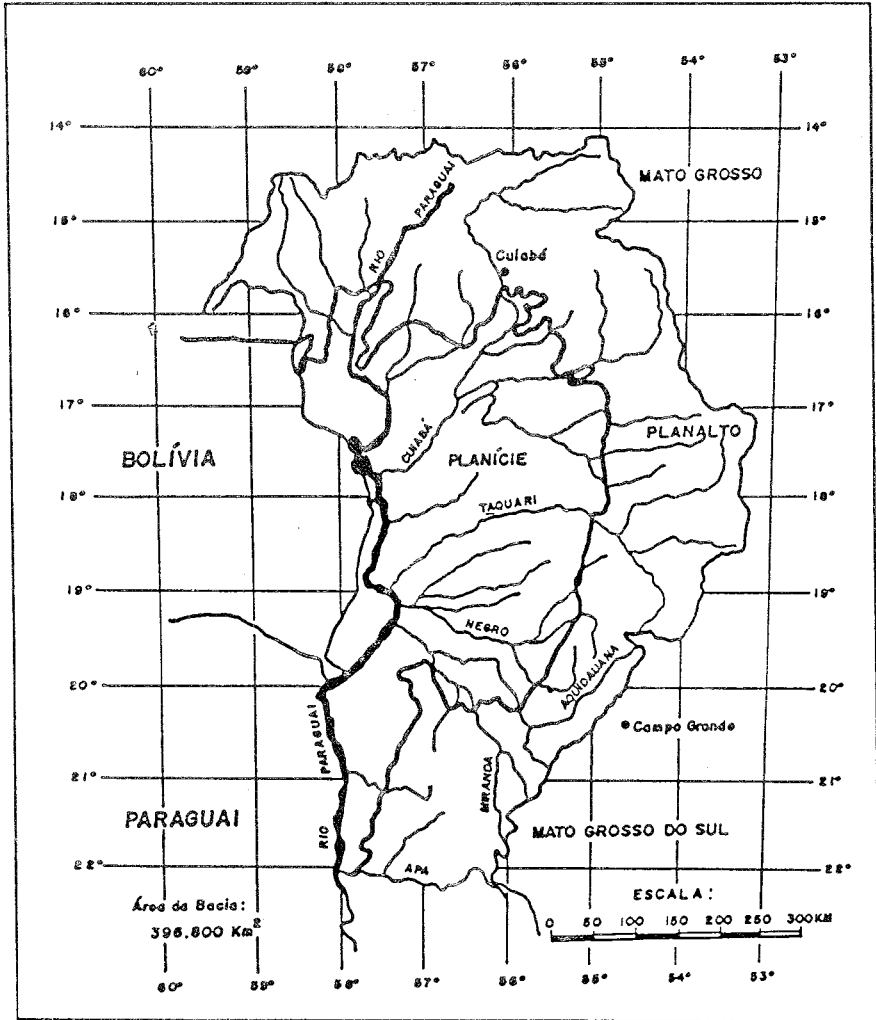 60° 59° 58° 57° 56° 55° 54° 53°
14° 14°
MATO GROSSO
PARAGUAI
15° 15°
RIO
Cuiabá
16° 16°
17° 17°
CUIABÁ
PLANALTO
BOLÍVIA
PLANÍCIE
18° 18°
TAQUARI
19° 19°
NEGRO
AQUIDAUANA
20° 20°
PARAGUAI
Campo Grande
21° 21°
MIRANDA
PARAGUAI
RIO
MATO GROSSO DO SUL
22° 22°
APA
Área da Bacia:
396.800 Km²
ESCALA:
0 50 100 150 200 250 300KM
60° 59° 58° 57° 56° 55° 54° 53°